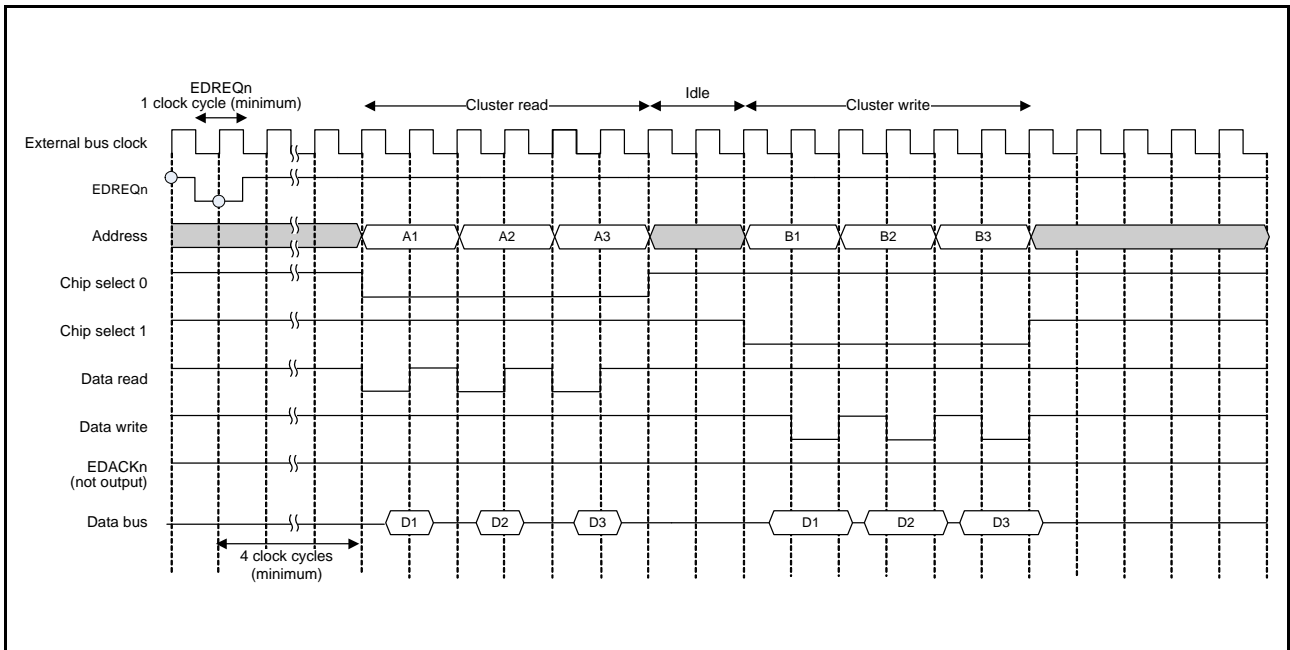 EDREQn
1 clock cycle (minimum)
Cluster read
Idle
Cluster write
External bus clock
EDREQn
Address
A1
A2
A3
B1
B2
B3
Chip select 0
Chip select 1
Data read
Data write
EDACKn
(not output)
Data bus
D1
D2
D3
D1
D2
D3
4 clock cycles
(minimum)